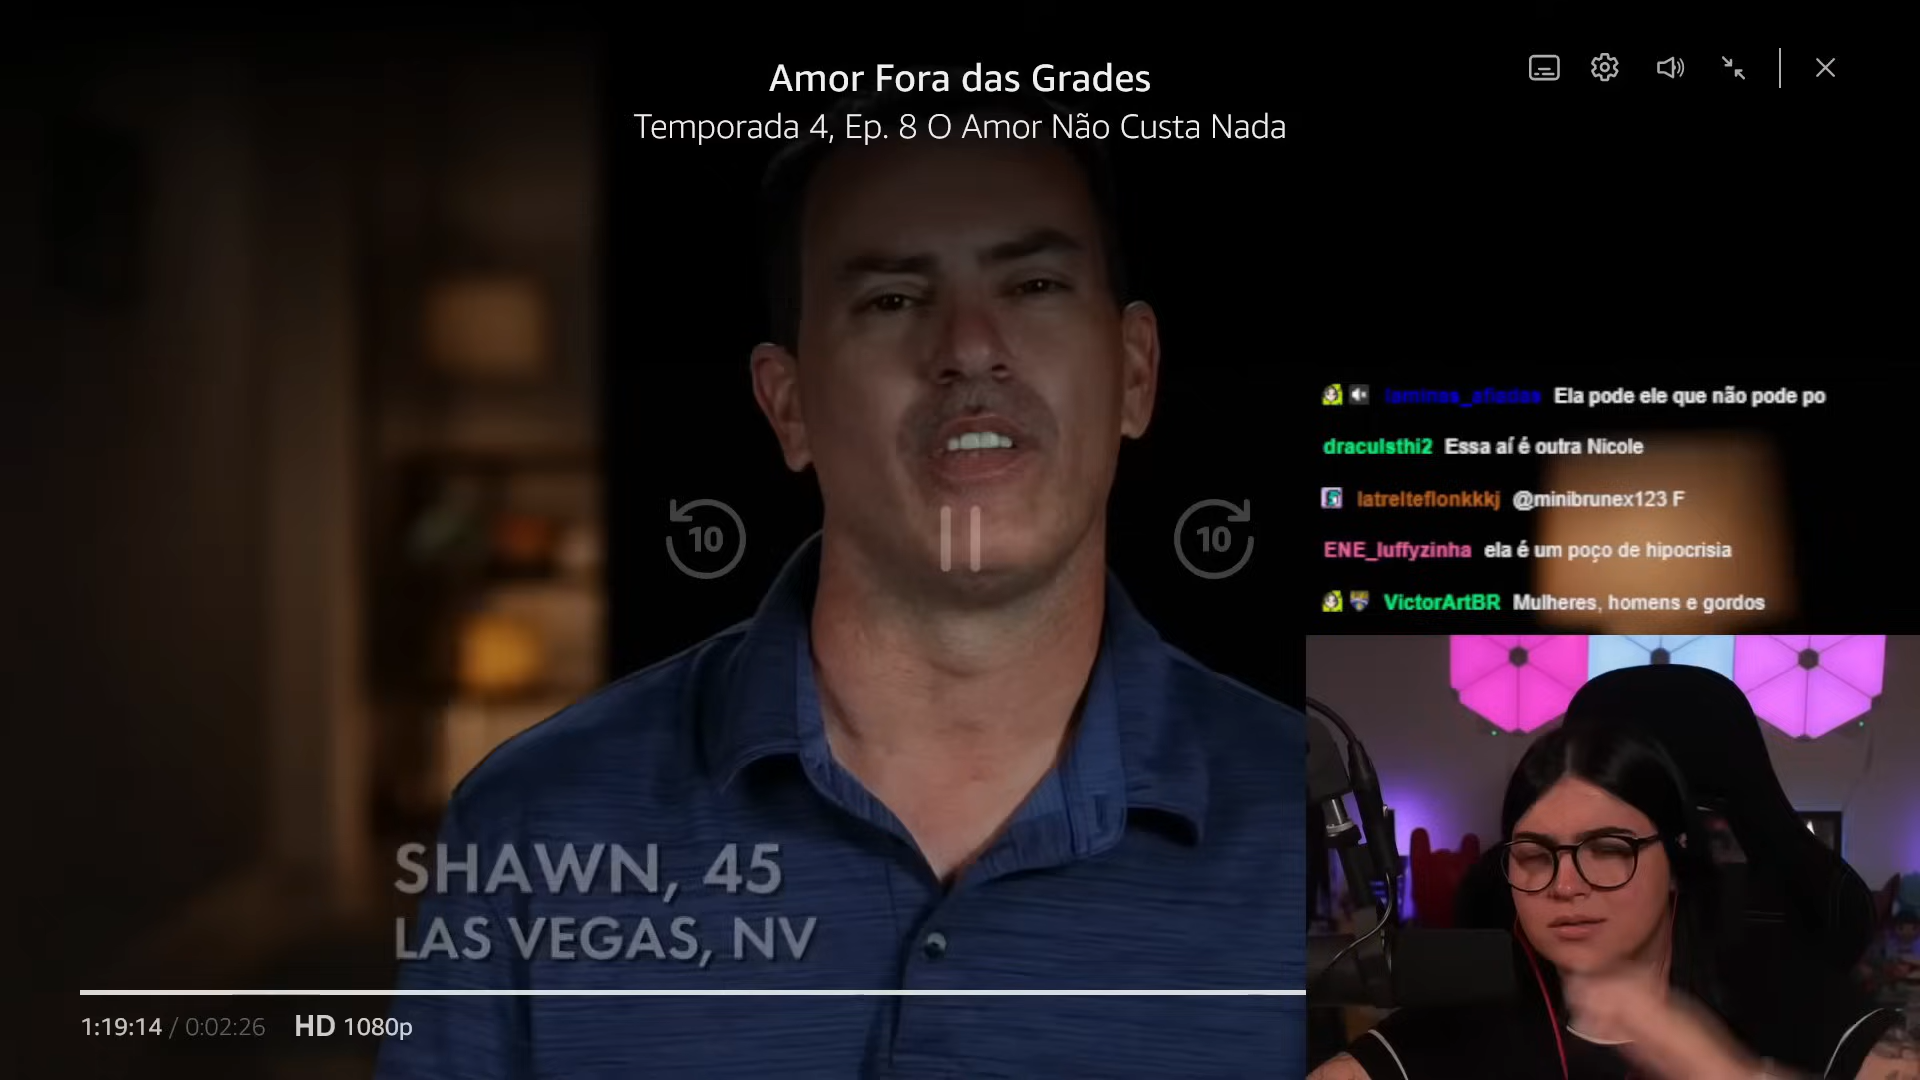 Amor Fora das Grades
Temporada 4, Ep. 8 O Amor Não Custa Nada
laminas_afiadas Ela pode ele que não pode po
draculsthi2 Essa aí é outra Nicole
latrelteflonkkkj @minibrunex123 F
ENE_luffyzinha ela é um poço de hipocrisia
VictorArtBR Mulheres, homens e gordos
10
10
SHAWN, 45
LAS VEGAS, NV
1:19:14 / 0:02:26 HD 1080p